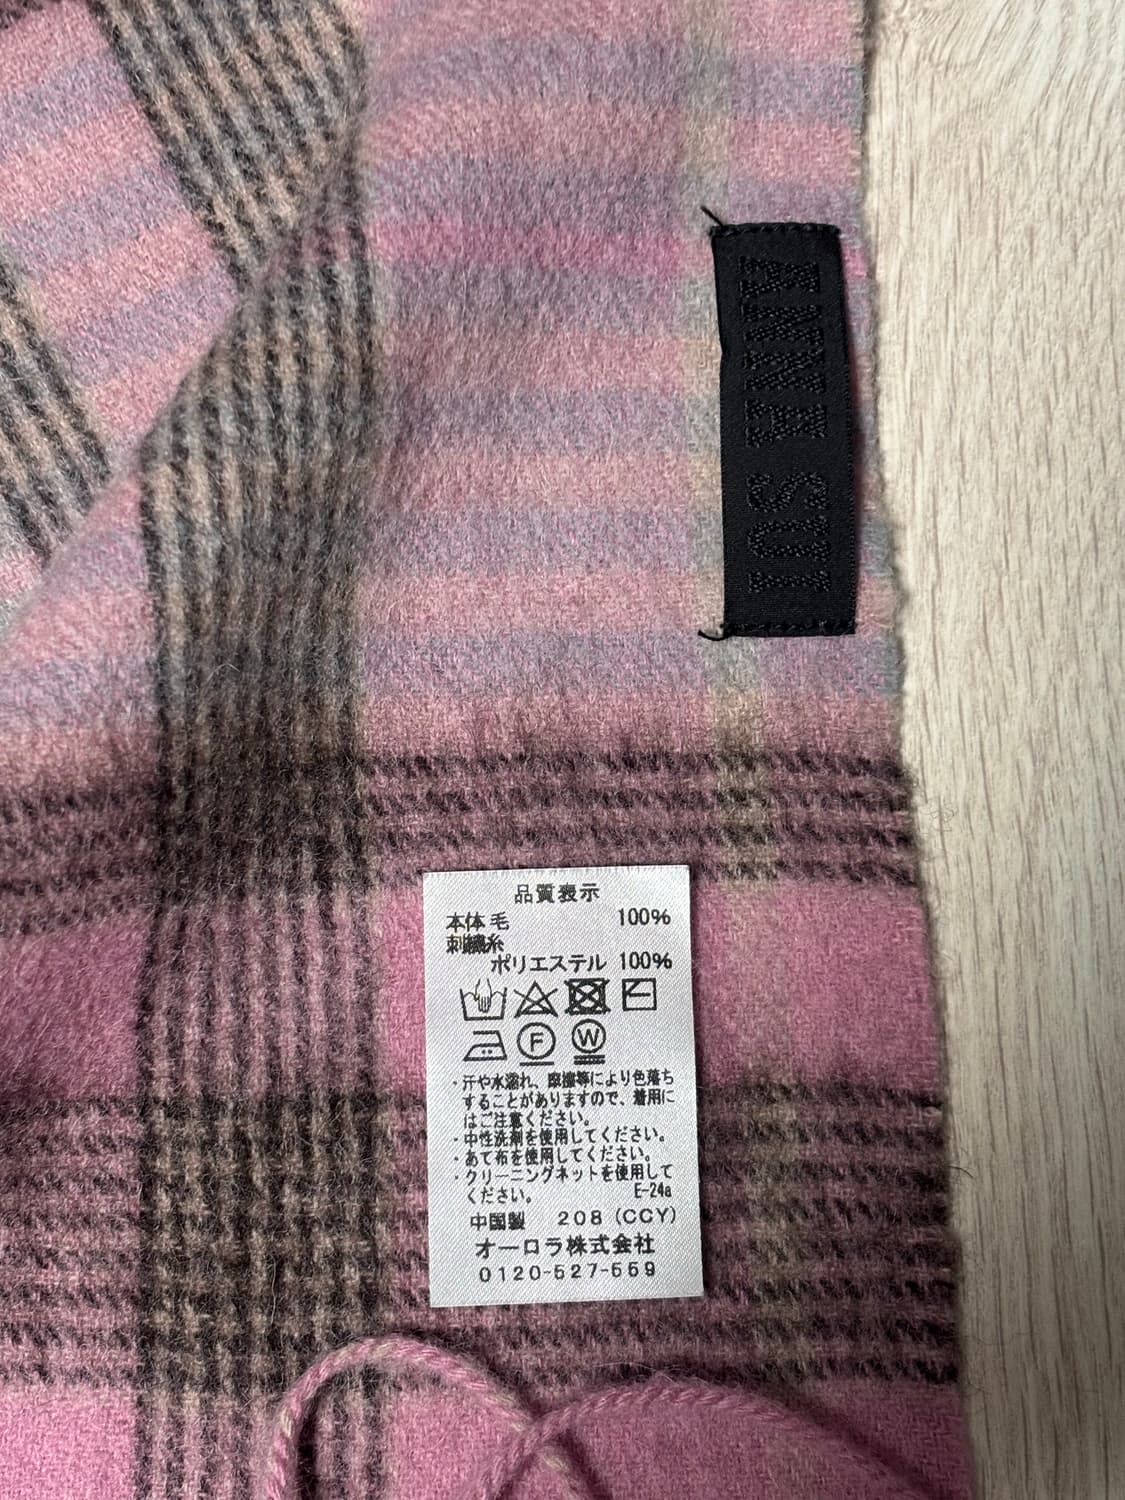 ANNA SUI
品質表示
本体 毛 100%
刺繍糸
ポリエステル 100%
F W
・汗や水濡れ、摩擦等により色落ち
することがありますので、着用に
はご注意ください。
・中性洗剤を使用してください。
・あて布を使用してください。
・クリーニングネットを使用して
ください。 E-24a
中国製 208 (CCY)
オーロラ株式会社
0120-527-559